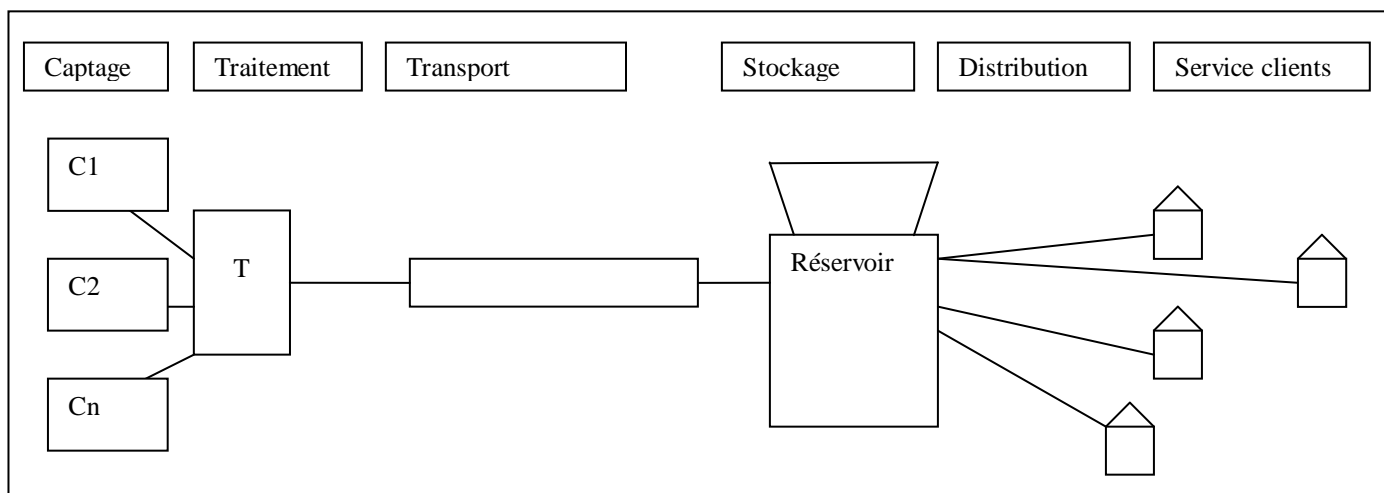 Captage
Traitement
Transport
Stockage
Distribution
Service clients
C1
T
Réservoir
C2
Cn